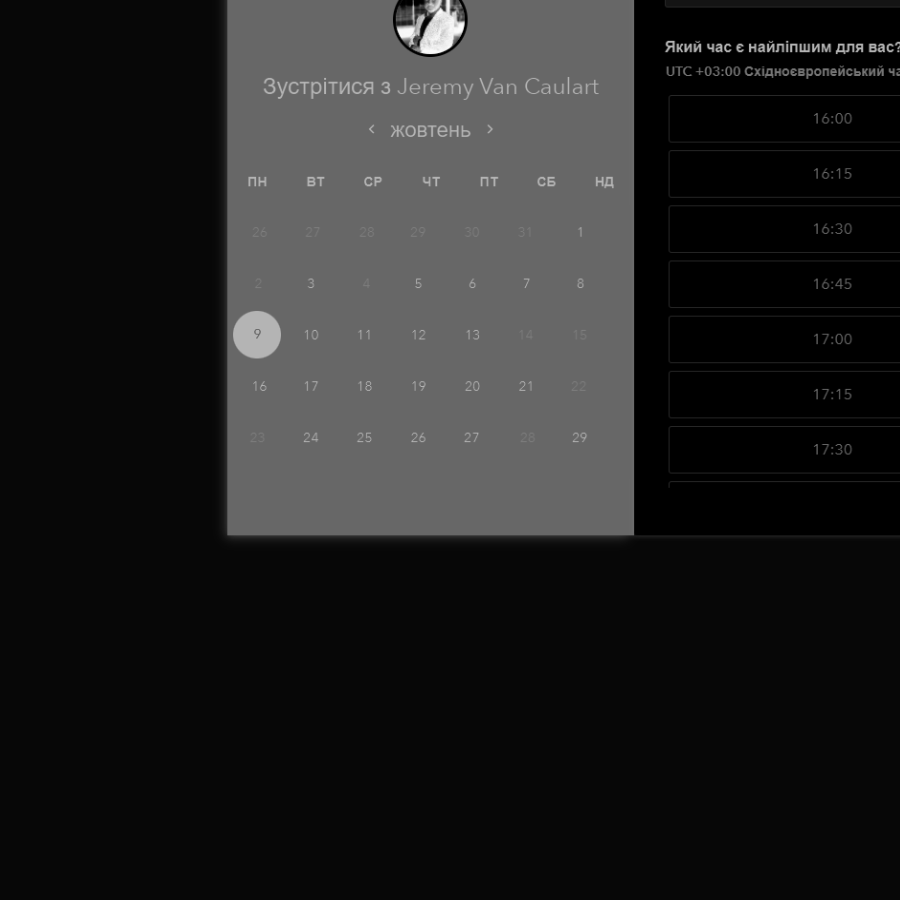 Зустрітися з Jeremy Van Caulart
жовтень
ПН ВТ СР ЧТ ПТ СБ НД
26 27 28 29 30 31 1
2 3 4 5 6 7 8
9 10 11 12 13 14 15
16 17 18 19 20 21 22
23 24 25 26 27 28 29
Який час є найліпшим для вас?
UTC +03:00 Східноєвропейський ча
16:00
16:15
16:30
16:45
17:00
17:15
17:30